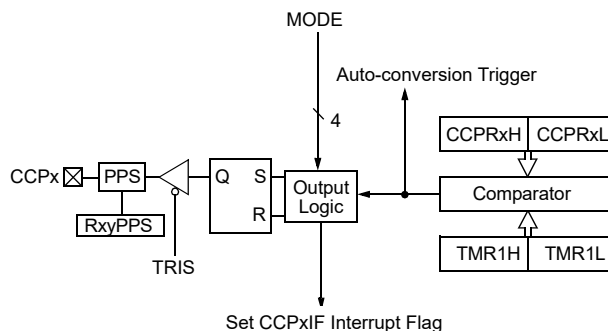 MODE
Auto-conversion Trigger
4
CCPRxH CCPRxL
CCPx PPS Q S Output Logic Comparator
R
RxyPPS
TMR1H TMR1L
TRIS
Set CCPxIF Interrupt Flag